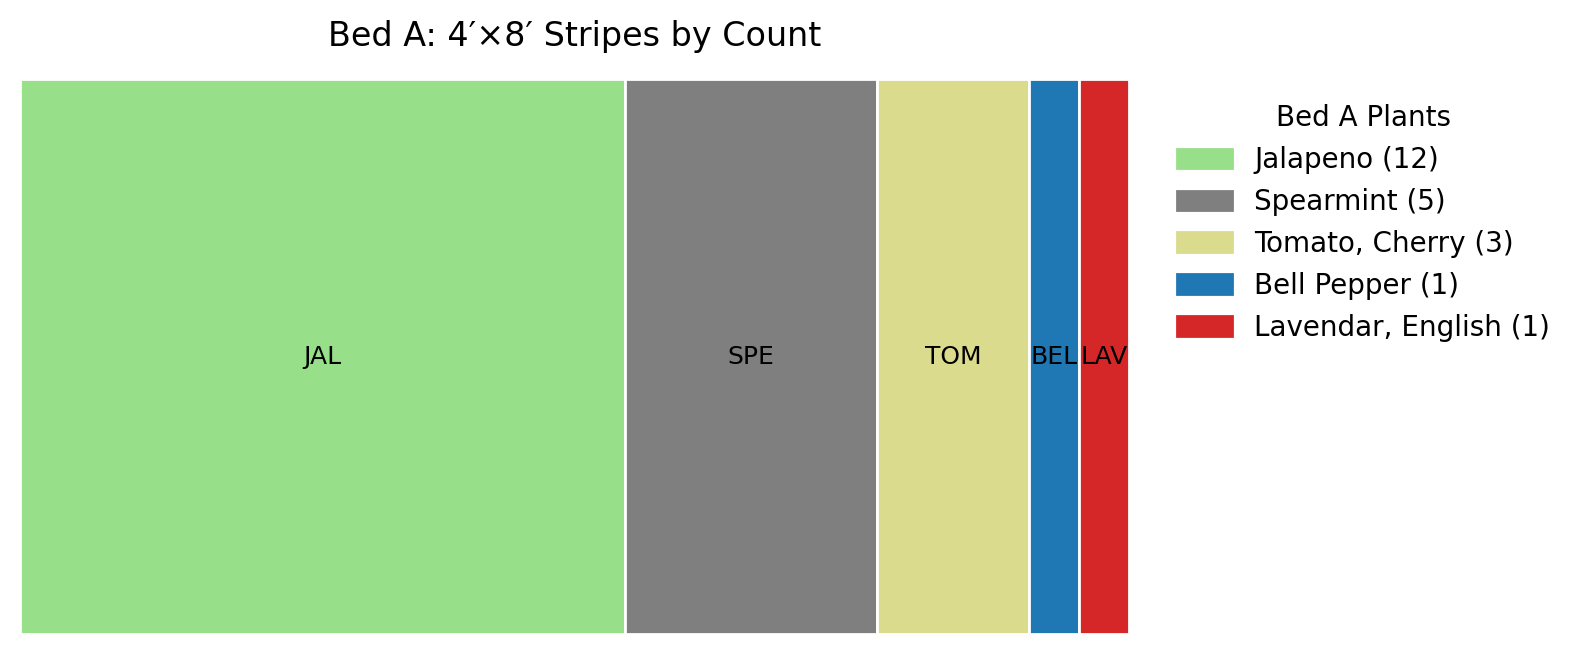 Bed A: 4′×8′ Stripes by Count
Bed A Plants
Jalapeno (12)
Spearmint (5)
Tomato, Cherry (3)
Bell Pepper (1)
Lavendar, English (1)
JAL
SPE
TOM
BEL
LAV